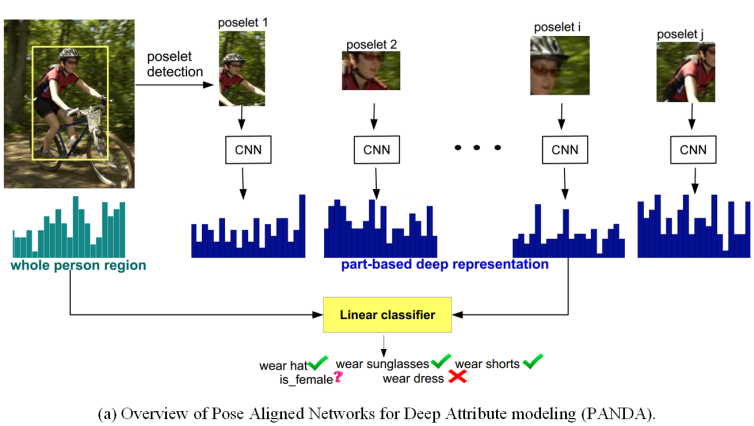 poselet 1
poselet 2
poselet i
poselet j
poselet
detection
CNN
CNN
• • •
CNN
CNN
whole person region
part-based deep representation
Linear classifier
wear hat
wear sunglasses
wear shorts
is_female?
wear dress
(a) Overview of Pose Aligned Networks for Deep Attribute modeling (PANDA).